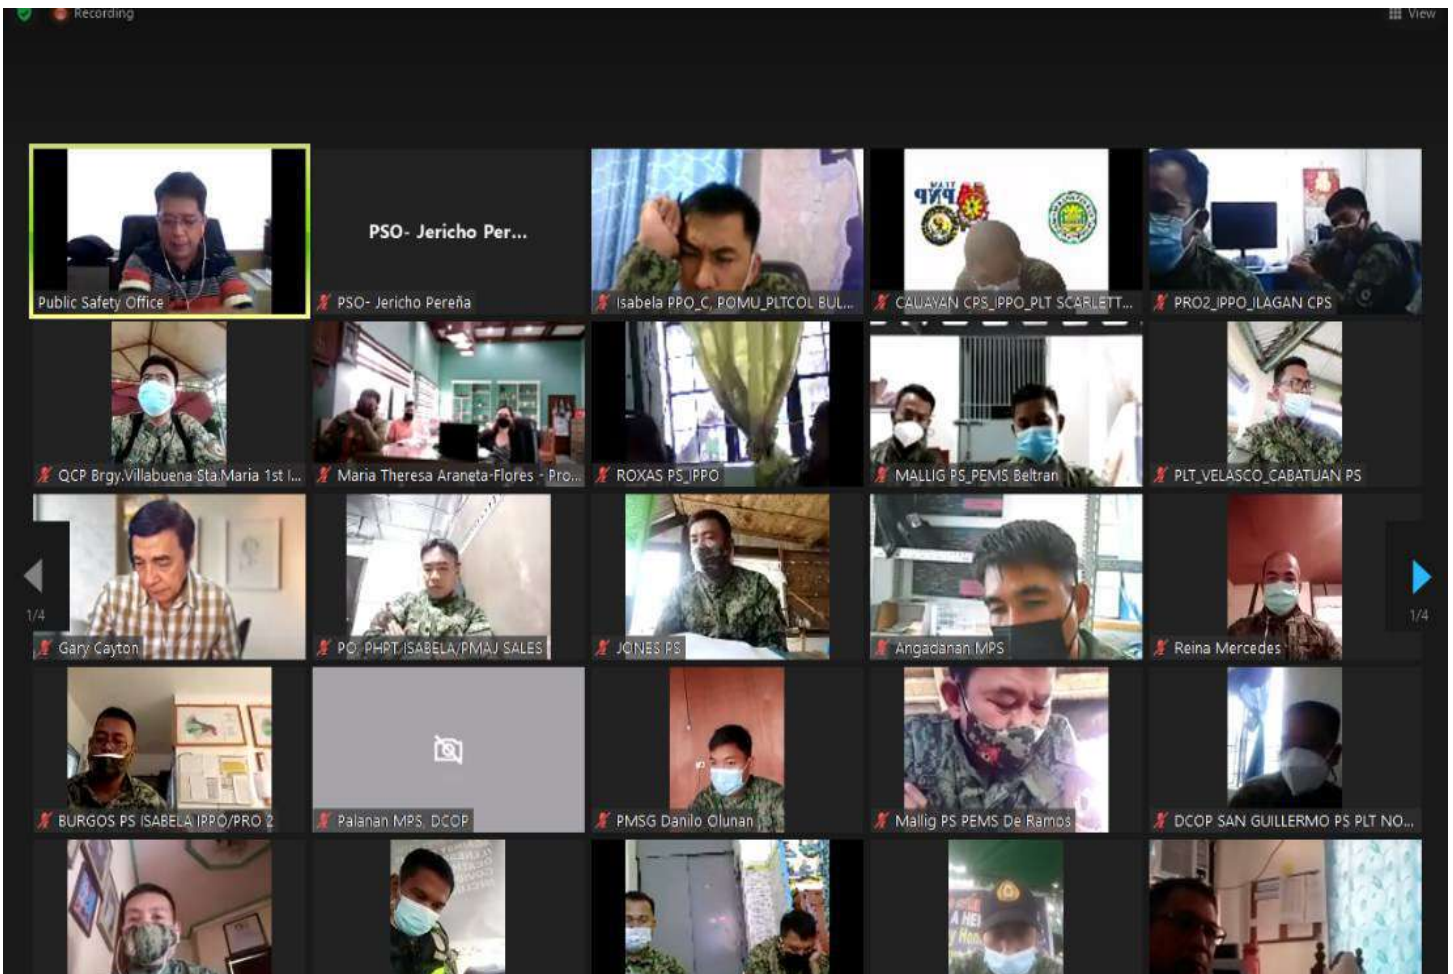 Recording
View
Public Safety Office
PSO- Jericho Per...
PSO- Jericho Pereña
Isabela PPO_C, POMU_PLTCOL BUL...
CAUAYAN CPS_IPPO_PLT SCARLETT...
PRO2_IPPO_ILAGAN CPS
QCP Brgy.Villabuena Sta.Maria 1st I...
Maria Theresa Araneta-Flores - Pro...
ROXAS PS_IPPO
MALLIG PS_PEMS Beltran
PLT_VELASCO_CABATUAN PS
1/4
Gary Cayton
PO PHPT ISABELA/PMAJ SALES
JONES PS
Angadanan MPS
Reina Mercedes
1/4
BURGOS PS ISABELA IPPO/PRO 2
Palanan MPS, DCOP
PMSG Danilo Olunan
Mallig PS PEMS De Ramos
DCOP SAN GUILLERMO PS PLT NO...